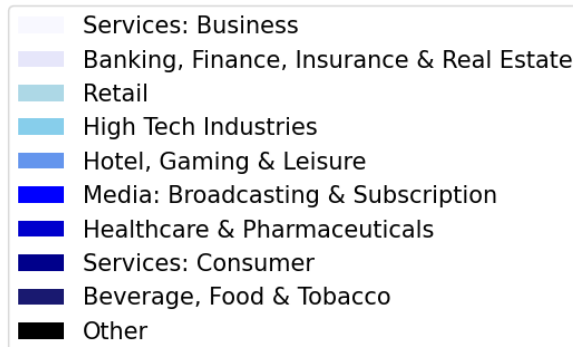 Services: Business
Banking, Finance, Insurance & Real Estate
Retail
High Tech Industries
Hotel, Gaming & Leisure
Media: Broadcasting & Subscription
Healthcare & Pharmaceuticals
Services: Consumer
Beverage, Food & Tobacco
Other